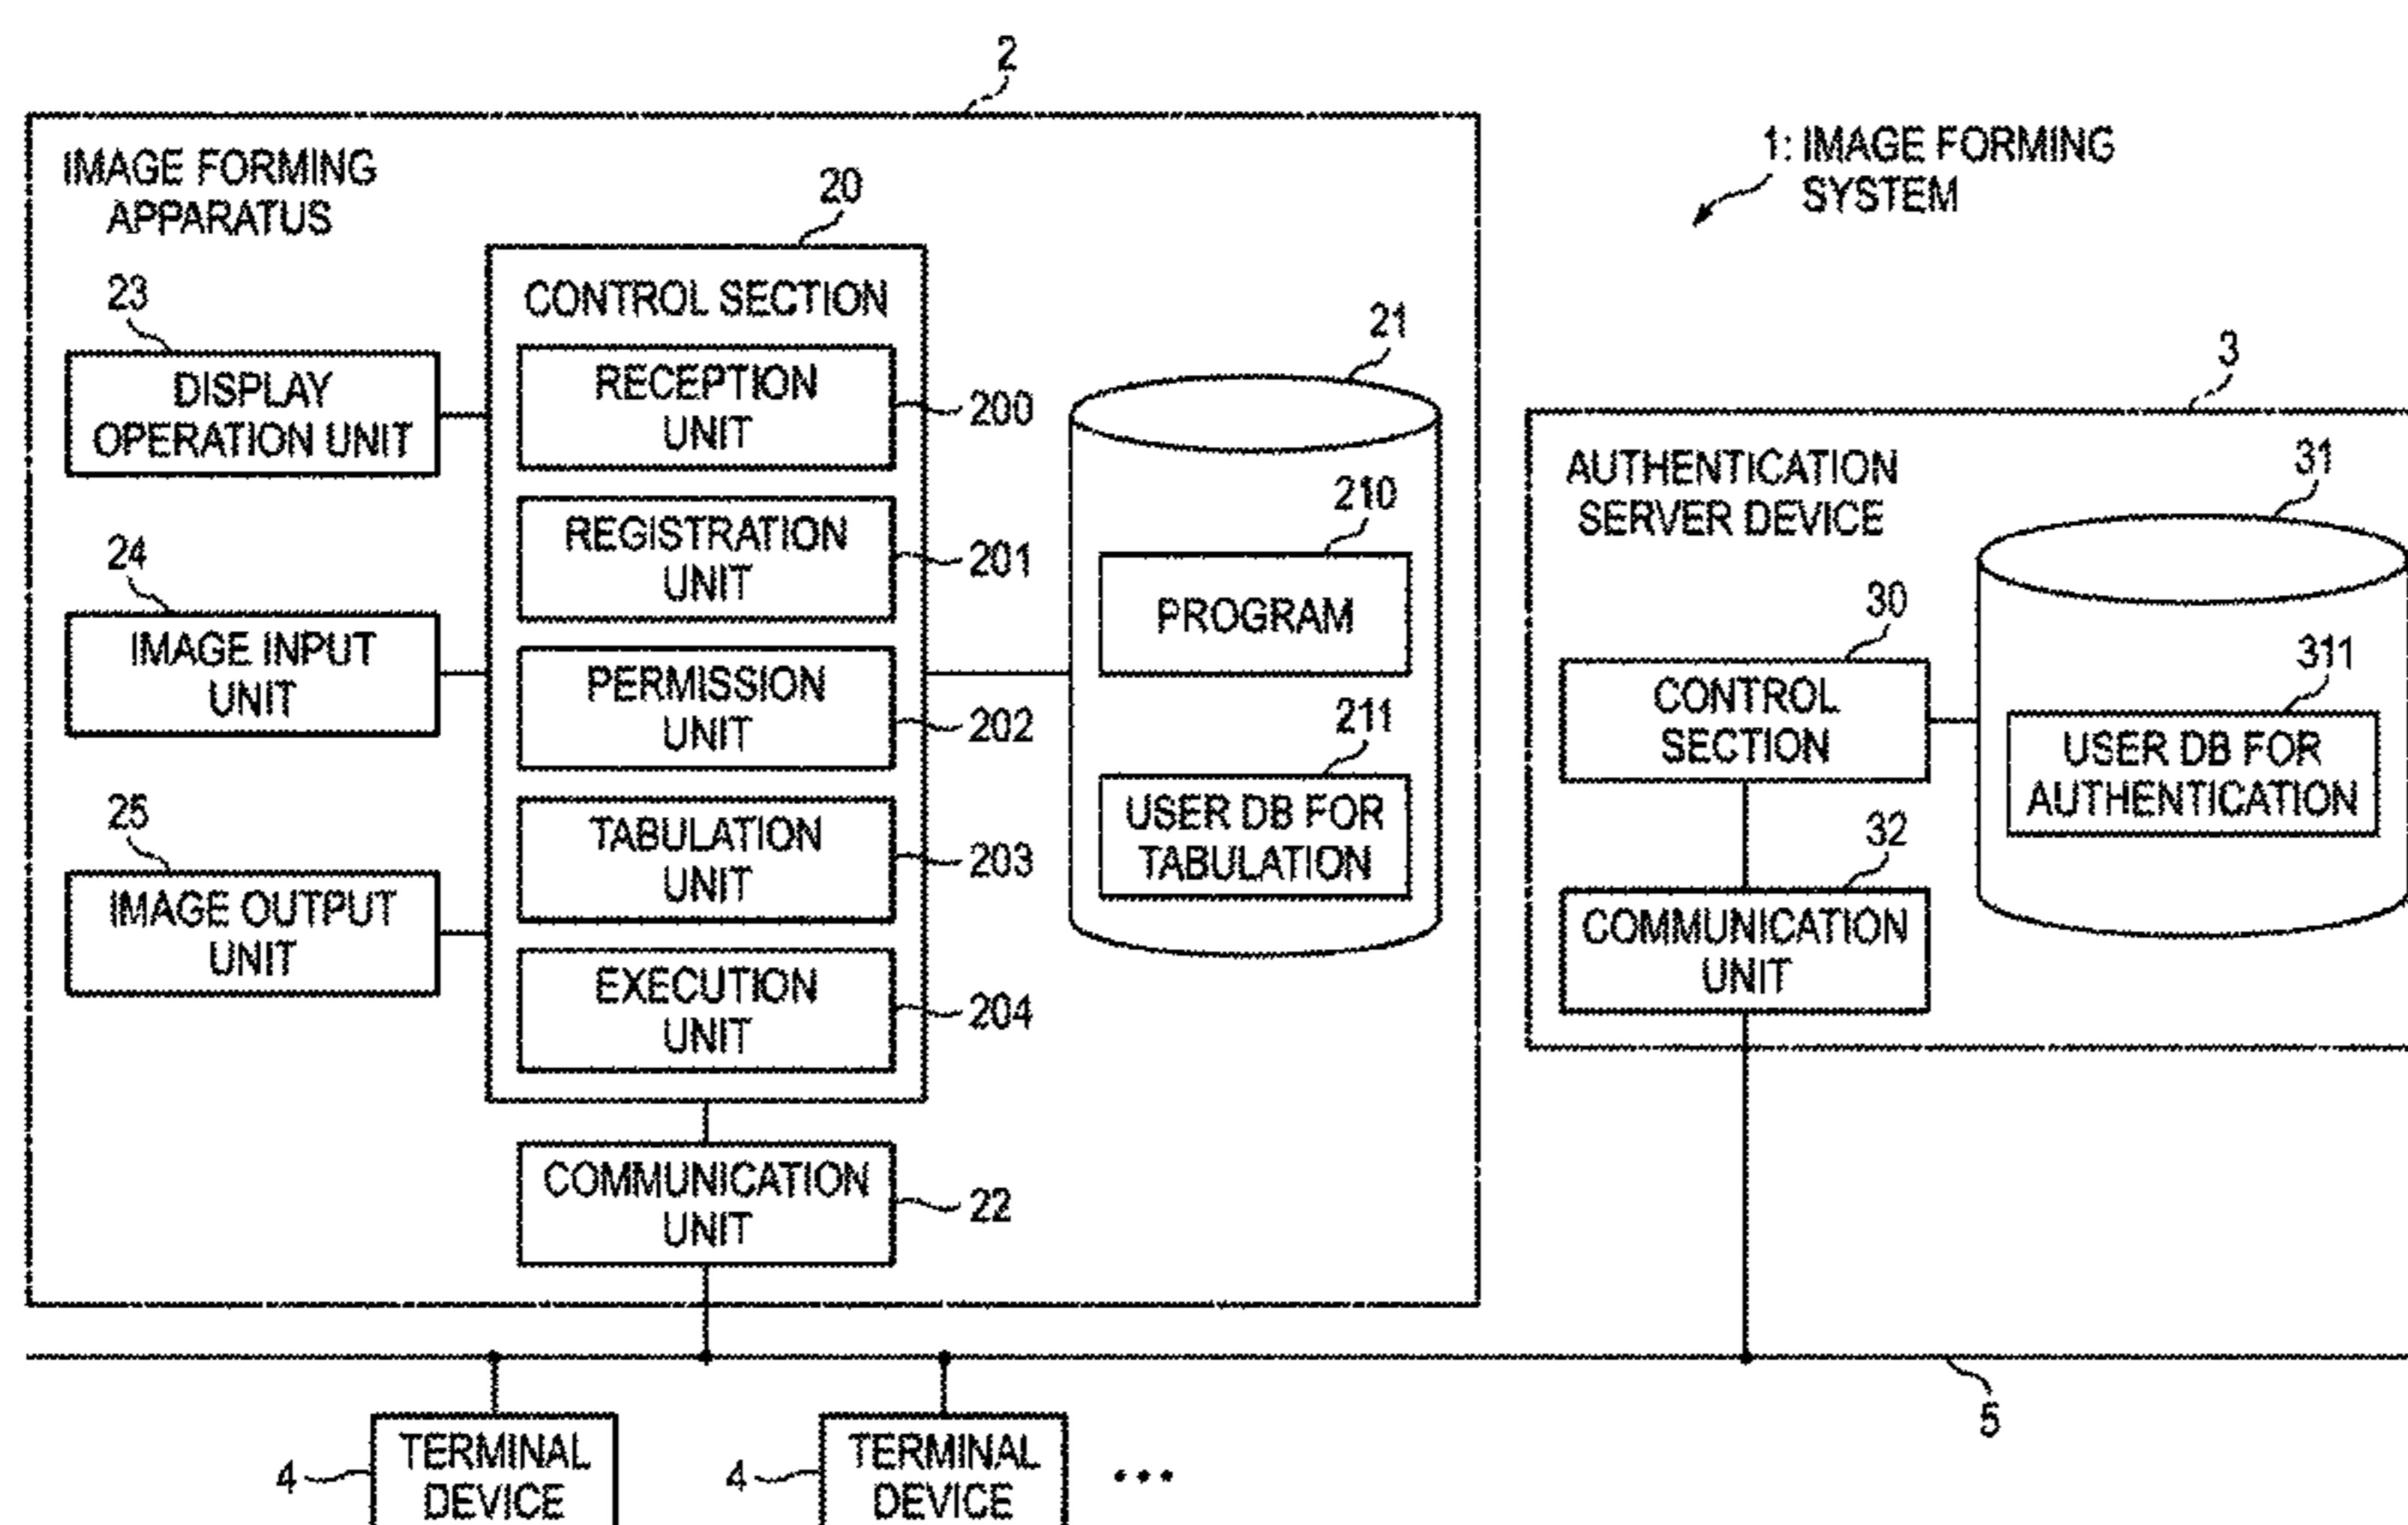 2
1: IMAGE FORMING
SYSTEM
IMAGE FORMING
APPARATUS
20
CONTROL SECTION
23
DISPLAY
OPERATION UNIT
24
IMAGE INPUT
UNIT
25
IMAGE OUTPUT
UNIT
RECEPTION
UNIT
200
REGISTRATION
UNIT
201
PERMISSION
UNIT
202
TABULATION
UNIT
203
EXECUTION
UNIT
204
COMMUNICATION
UNIT
22
21
210
PROGRAM
211
USER DB FOR
TABULATION
3
AUTHENTICATION
SERVER DEVICE
31
30
CONTROL
SECTION
311
USER DB FOR
AUTHENTICATION
32
COMMUNICATION
UNIT
5
4
TERMINAL
DEVICE
4
TERMINAL
DEVICE
...